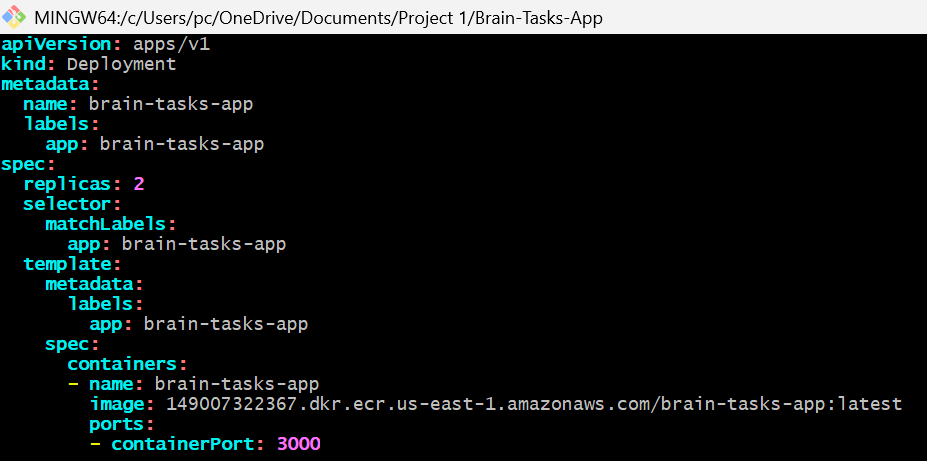 MINGW64:/c/Users/pc/OneDrive/Documents/Project 1/Brain-Tasks-App
apiVersion: apps/v1
kind: Deployment
metadata:
  name: brain-tasks-app
  labels:
    app: brain-tasks-app
spec:
  replicas: 2
  selector:
    matchLabels:
      app: brain-tasks-app
  template:
    metadata:
      labels:
        app: brain-tasks-app
    spec:
      containers:
      - name: brain-tasks-app
        image: 149007322367.dkr.ecr.us-east-1.amazonaws.com/brain-tasks-app:latest
        ports:
        - containerPort: 3000